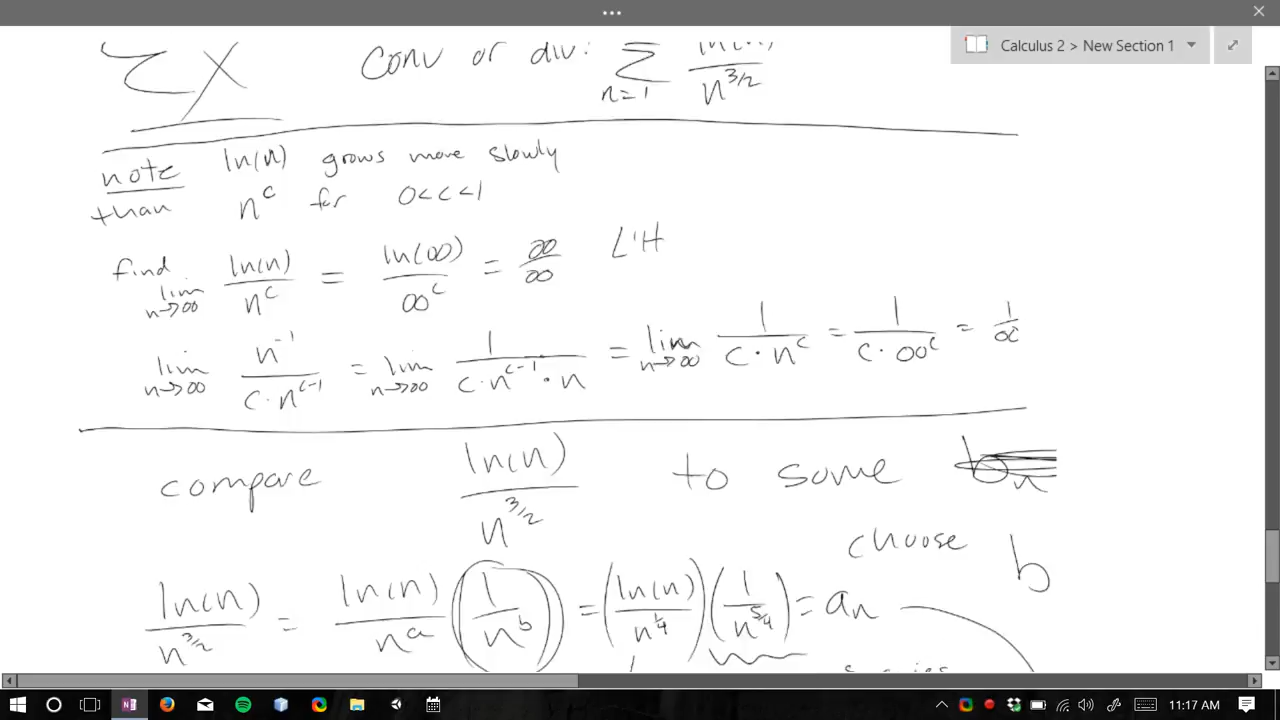 Calculus 2 > New Section 1
Ex Conv or div: Σ n=1 ln(n)/n^(3/2)
note ln(n) grows more slowly
than n^c for 0<c<1
find lim n→∞ ln(n)/n^c = ln(∞)/∞^c = ∞/∞ L'H
lim n→∞ n^-1/(c·n^(c-1)) = lim n→∞ 1/(c·n^(c-1)·n) = lim n→∞ 1/(c·n^c) = 1/(c·∞^c) = 1/∞
compare ln(n)/n^(3/2) to some
choose b
ln(n)/n^(3/2) = ln(n)/n^a (1/n^b) = (ln(n)/n^(1/4)) (1/n^(5/4)) = an
series
11:17 AM